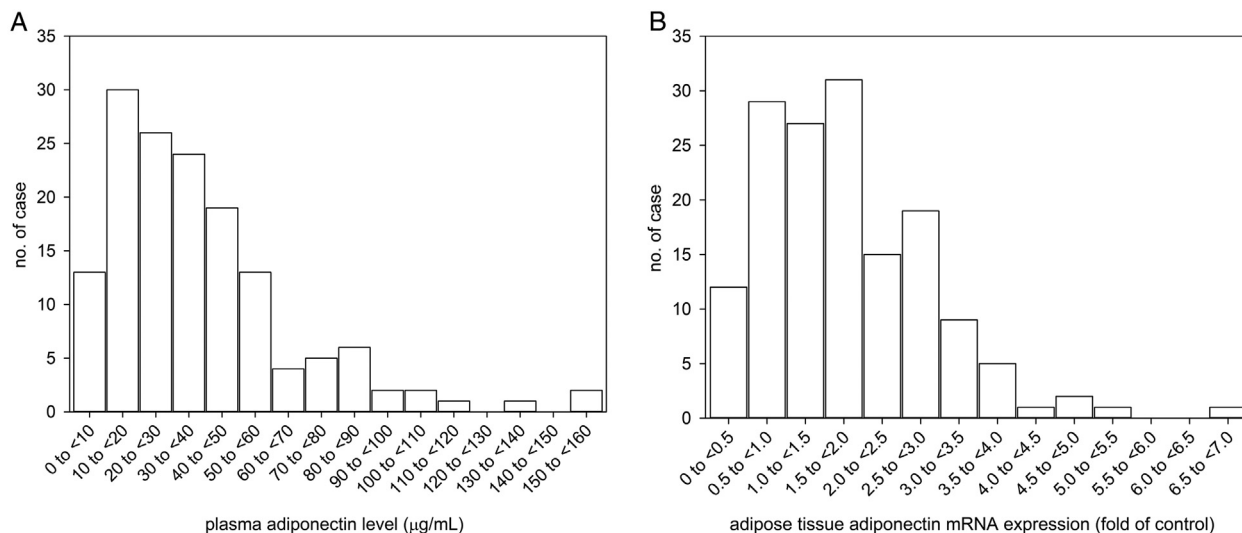 A
35
30
25
20
15
10
5
0
no. of case
0 to <10
10 to <20
20 to <30
30 to <40
40 to <50
50 to <60
60 to <70
70 to <80
80 to <90
90 to <100
100 to <110
110 to <120
120 to <130
130 to <140
140 to <150
150 to <160
plasma adiponectin level (μg/mL)
B
35
30
25
20
15
10
5
0
no. of case
0 to <0.5
0.5 to <1.0
1.0 to <1.5
1.5 to <2.0
2.0 to <2.5
2.5 to <3.0
3.0 to <3.5
3.5 to <4.0
4.0 to <4.5
4.5 to <5.0
5.0 to <5.5
5.5 to <6.0
6.0 to <6.5
6.5 to <7.0
adipose tissue adiponectin mRNA expression (fold of control)